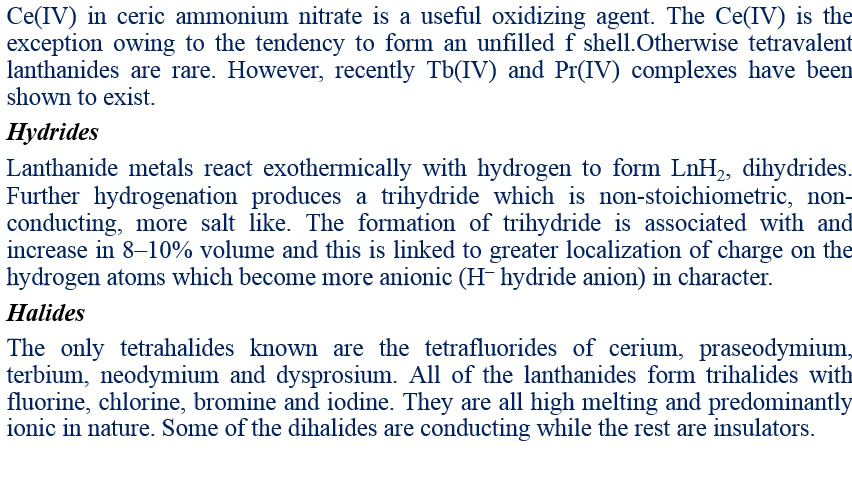 Ce(IV) in ceric ammonium nitrate is a useful oxidizing agent. The Ce(IV) is the
exception owing to the tendency to form an unfilled f shell.Otherwise tetravalent
lanthanides are rare. However, recently Tb(IV) and Pr(IV) complexes have been
shown to exist.
Hydrides
Lanthanide metals react exothermically with hydrogen to form LnH₂, dihydrides.
Further hydrogenation produces a trihydride which is non-stoichiometric, non-
conducting, more salt like. The formation of trihydride is associated with and
increase in 8–10% volume and this is linked to greater localization of charge on the
hydrogen atoms which become more anionic (H⁻ hydride anion) in character.
Halides
The only tetrahalides known are the tetrafluorides of cerium, praseodymium,
terbium, neodymium and dysprosium. All of the lanthanides form trihalides with
fluorine, chlorine, bromine and iodine. They are all high melting and predominantly
ionic in nature. Some of the dihalides are conducting while the rest are insulators.